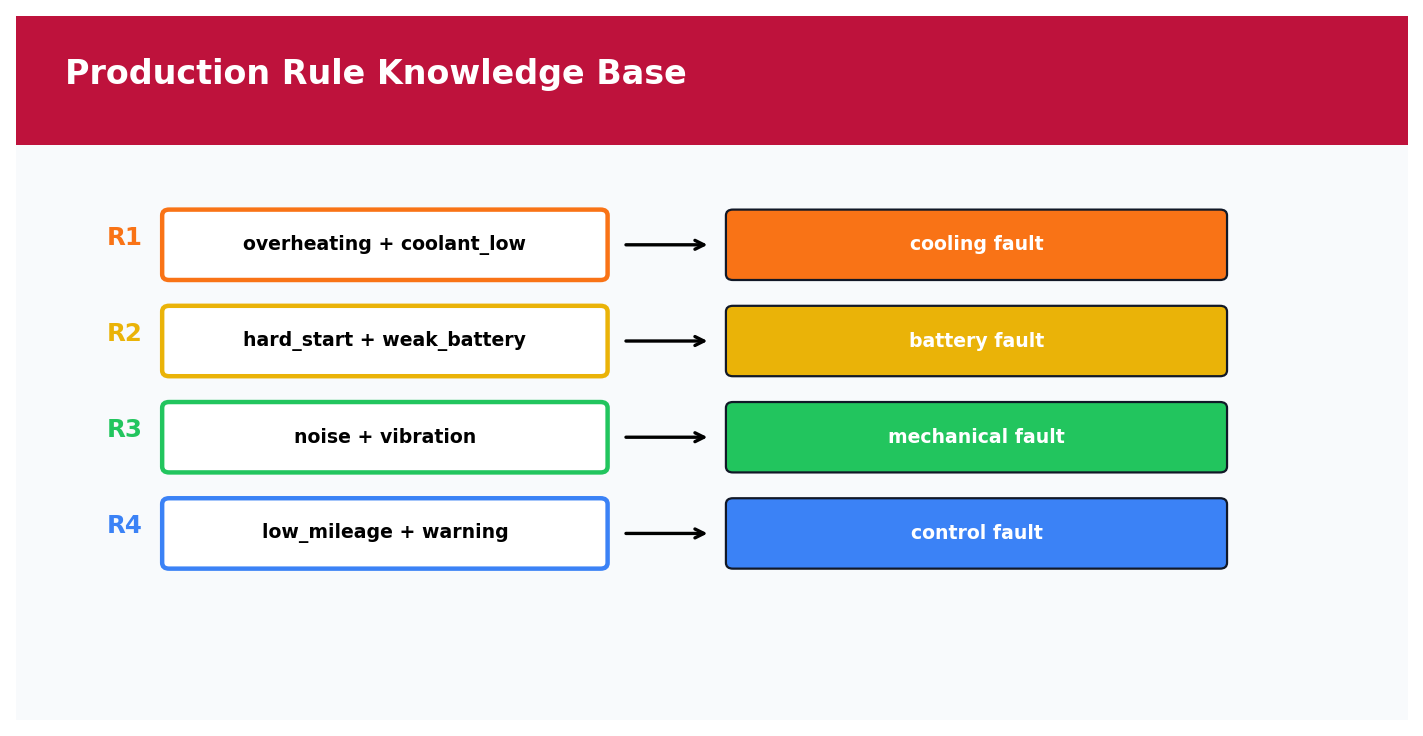 Production Rule Knowledge Base
R1 overheating + coolant_low cooling fault
R2 hard_start + weak_battery battery fault
R3 noise + vibration mechanical fault
R4 low_mileage + warning control fault